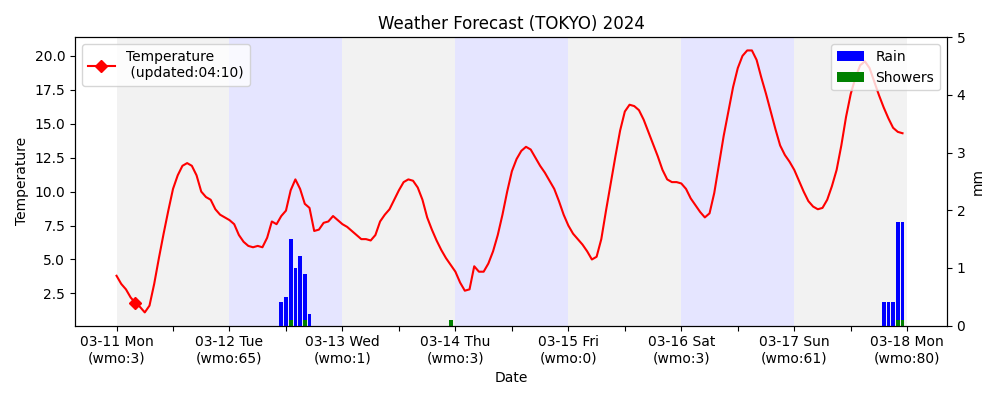 Weather Forecast (TOKYO) 2024
Temperature
(updated:04:10)
Rain
Showers
20.0
17.5
15.0
12.5
10.0
7.5
5.0
2.5
Temperature
5
4
3
2
1
0
mm
03-11 Mon
(wmo:3)
03-12 Tue
(wmo:65)
03-13 Wed
(wmo:1)
03-14 Thu
(wmo:3)
03-15 Fri
(wmo:0)
03-16 Sat
(wmo:3)
03-17 Sun
(wmo:61)
03-18 Mon
(wmo:80)
Date